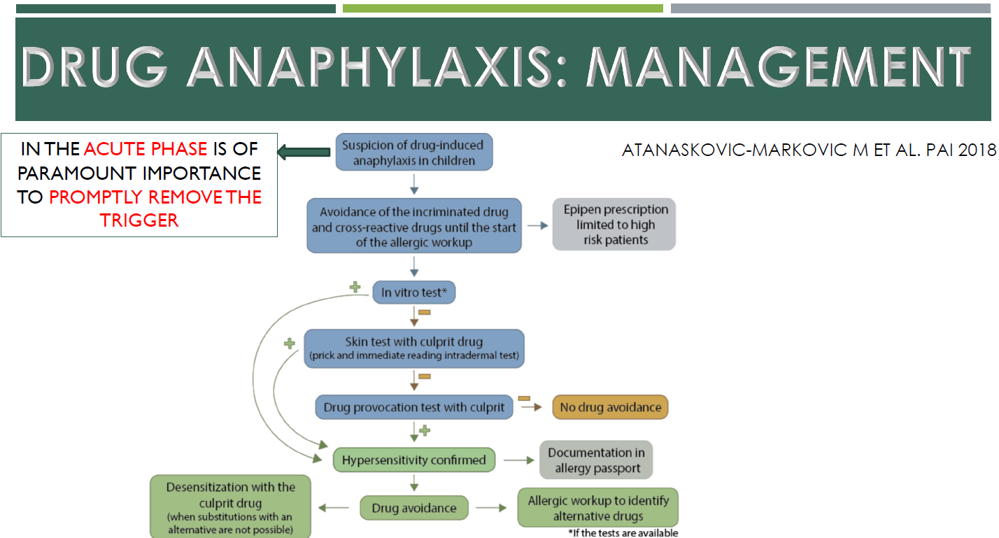 DRUG ANAPHYLAXIS: MANAGEMENT
IN THE ACUTE PHASE IS OF
PARAMOUNT IMPORTANCE
TO PROMPTLY REMOVE THE
TRIGGER
Suspicion of drug-induced
anaphylaxis in children
ATANASKOVIC-MARKOVIC M ET AL. PAI 2018
Avoidance of the incriminated drug
and cross-reactive drugs until the start
of the allergic workup
Epipen prescription
limited to high
risk patients
+
In vitro test*
-
+
Skin test with culprit drug
(prick and immediate reading intradermal test)
-
Drug provocation test with culprit
-
No drug avoidance
+
Hypersensitivity confirmed
Documentation in
allergy passport
Desensitization with the
culprit drug
(when substitutions with an
alternative are not possible)
Drug avoidance
Allergic workup to identify
alternative drugs
*If the tests are available